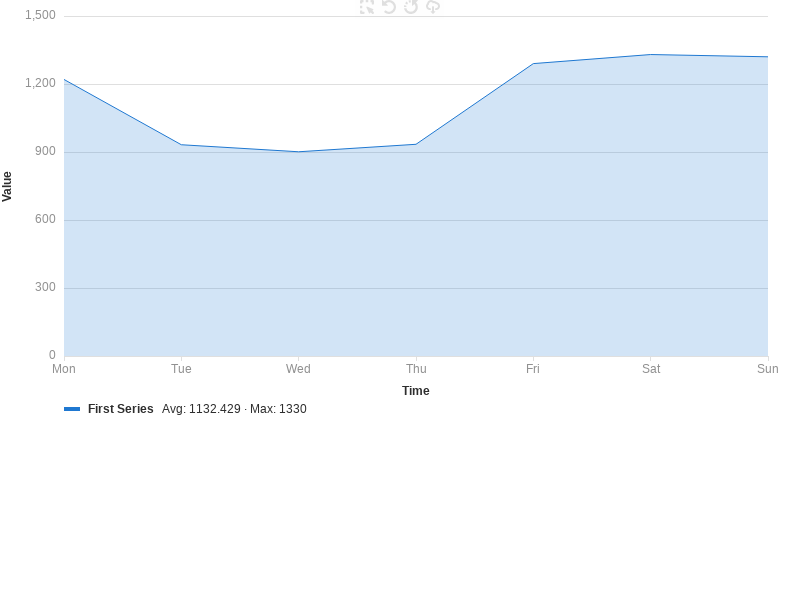 1,500
1,200
900
600
300
0
Value
Mon Tue Wed Thu Fri Sat Sun
Time
First Series Avg: 1132.429 · Max: 1330